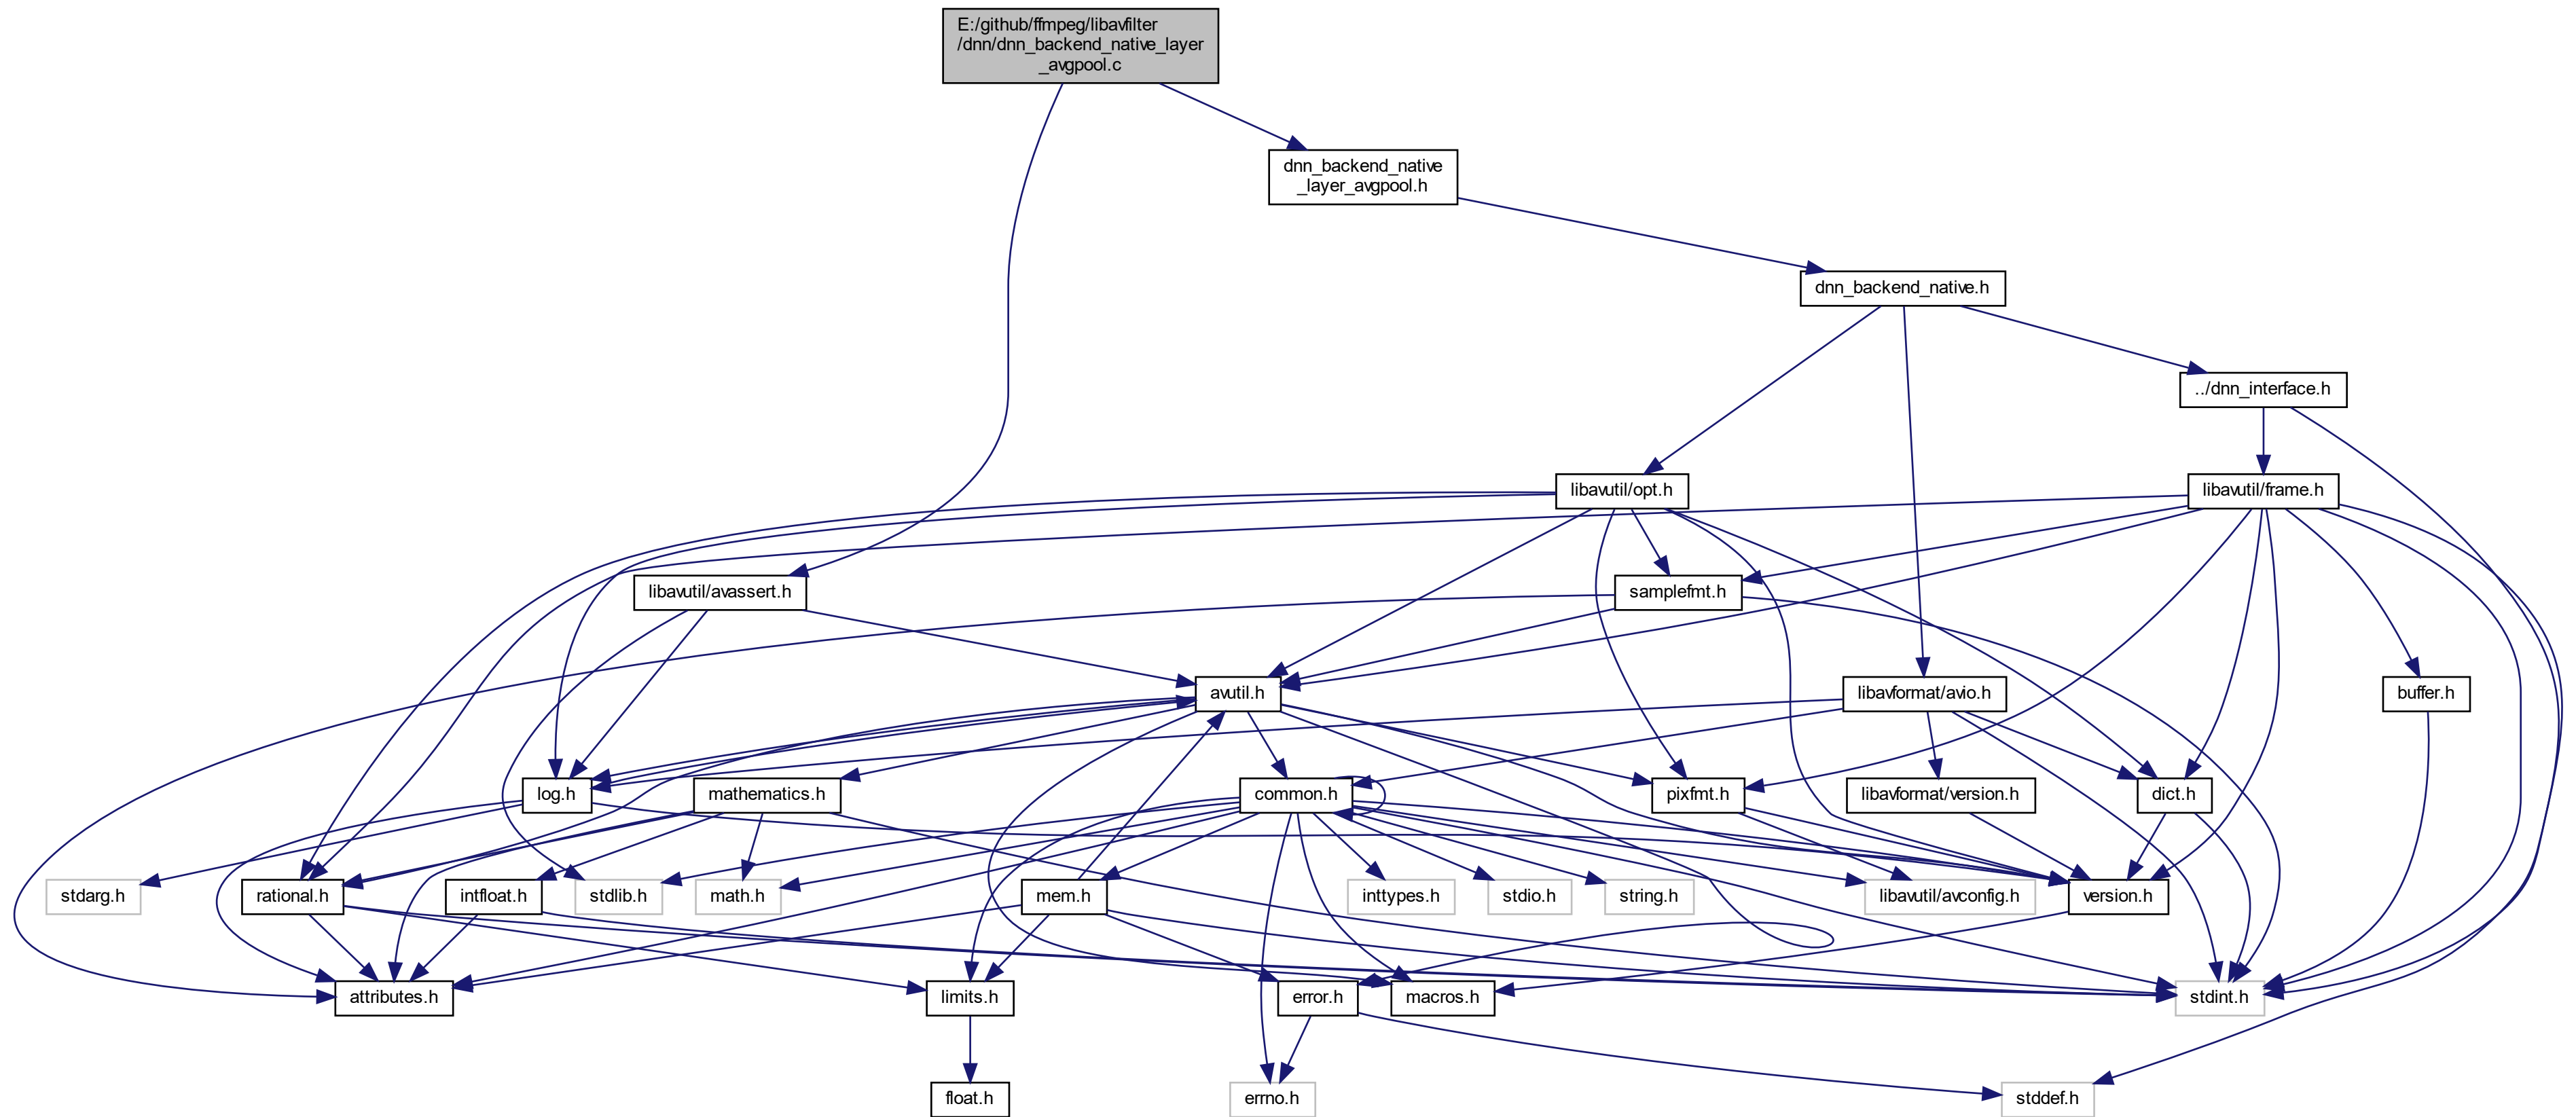 E:/github/ffmpeg/libavfilter
/dnn/dnn_backend_native_layer
_avgpool.c
dnn_backend_native
_layer_avgpool.h
dnn_backend_native.h
../dnn_interface.h
libavutil/opt.h
libavutil/frame.h
libavutil/avassert.h
samplefmt.h
avutil.h
libavformat/avio.h
buffer.h
log.h
mathematics.h
common.h
pixfmt.h
libavformat/version.h
dict.h
stdarg.h
rational.h
intfloat.h
stdlib.h
math.h
mem.h
inttypes.h
stdio.h
string.h
libavutil/avconfig.h
version.h
attributes.h
limits.h
error.h
macros.h
stdint.h
float.h
errno.h
stddef.h